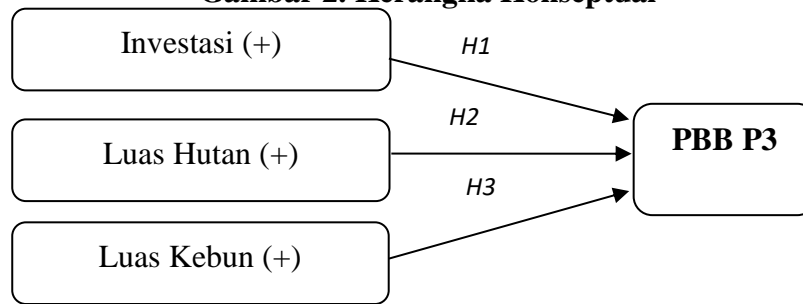 Gambar 2. Kerangka Konseptual
Investasi (+)
H1
Luas Hutan (+)
H2
PBB P3
H3
Luas Kebun (+)